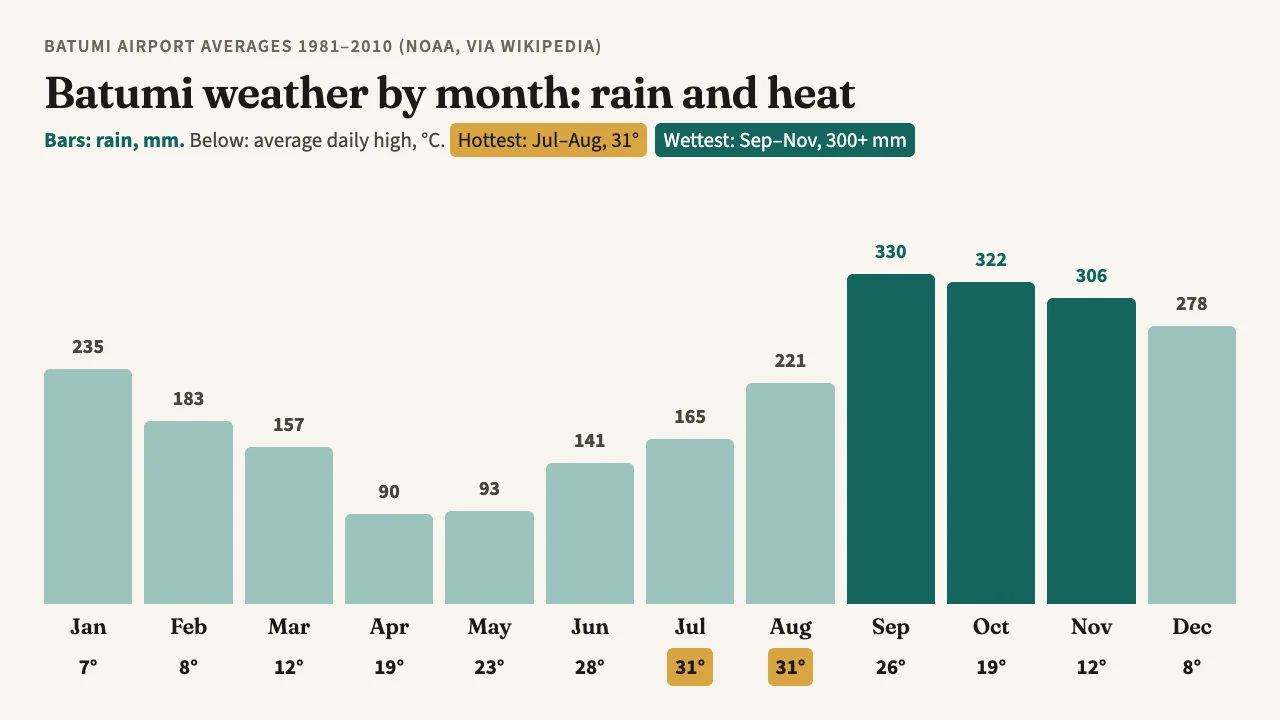 BATUMI AIRPORT AVERAGES 1981–2010 (NOAA, VIA WIKIPEDIA)
Batumi weather by month: rain and heat
Bars: rain, mm. Below: average daily high, °C. Hottest: Jul–Aug, 31° Wettest: Sep–Nov, 300+ mm
235 183 157 90 93 141 165 221 330 322 306 278
Jan Feb Mar Apr May Jun Jul Aug Sep Oct Nov Dec
7° 8° 12° 19° 23° 28° 31° 31° 26° 19° 12° 8°